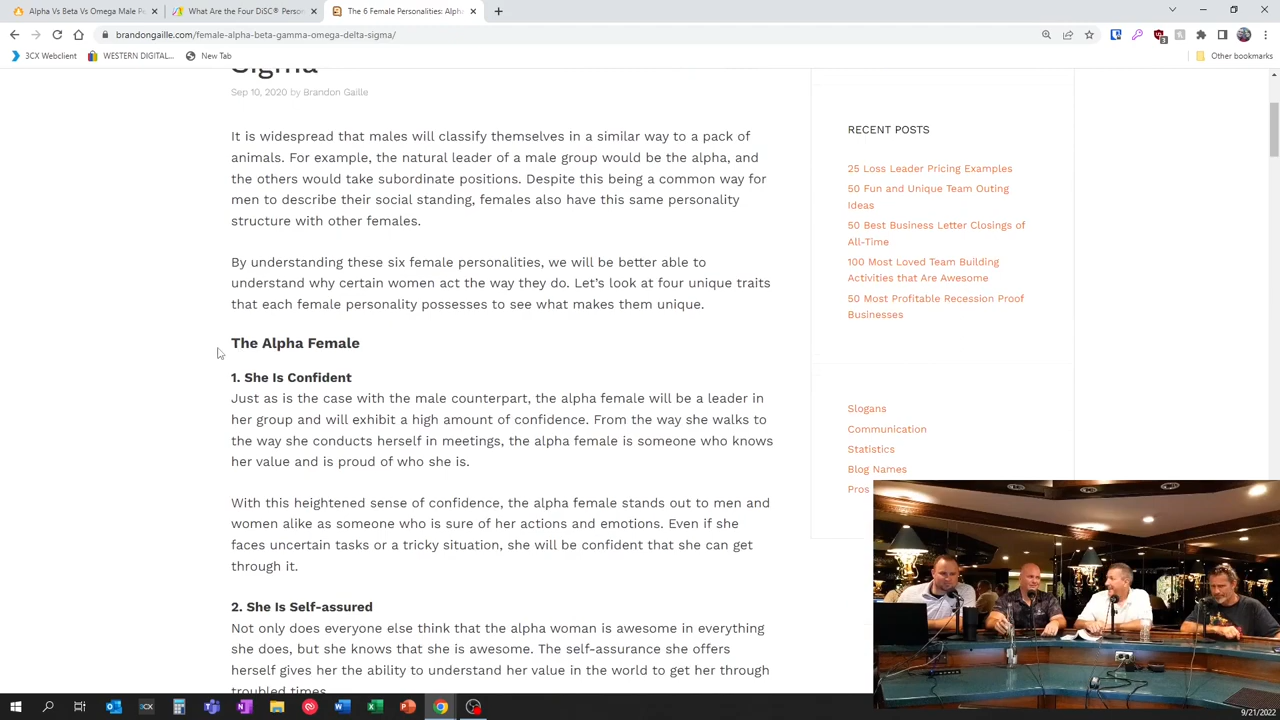 Alpha Vs Beta Vs Omega Male Pe
What Are the Four DiSC® Person
The 6 Female Personalities: Alpha
brandongaille.com/female-alpha-beta-gamma-omega-delta-sigma/
3CX Webclient
WESTERN DIGITAL...
New Tab
Other bookmarks
Sigma
Sep 10, 2020 by Brandon Gaille
It is widespread that males will classify themselves in a similar way to a pack of
animals. For example, the natural leader of a male group would be the alpha, and
the others would take subordinate positions. Despite this being a common way for
men to describe their social standing, females also have this same personality
structure with other females.
By understanding these six female personalities, we will be better able to
understand why certain women act the way they do. Let's look at four unique traits
that each female personality possesses to see what makes them unique.
The Alpha Female
1. She Is Confident
Just as is the case with the male counterpart, the alpha female will be a leader in
her group and will exhibit a high amount of confidence. From the way she walks to
the way she conducts herself in meetings, the alpha female is someone who knows
her value and is proud of who she is.
With this heightened sense of confidence, the alpha female stands out to men and
women alike as someone who is sure of her actions and emotions. Even if she
faces uncertain tasks or a tricky situation, she will be confident that she can get
through it.
2. She Is Self-assured
Not only does everyone else think that the alpha woman is awesome in everything
she does, but she knows that she is awesome. The self-assurance she offers
herself gives her the ability to understand her value in the world to get her through
troubled times.
RECENT POSTS
25 Loss Leader Pricing Examples
50 Fun and Unique Team Outing
Ideas
50 Best Business Letter Closings of
All-Time
100 Most Loved Team Building
Activities that Are Awesome
50 Most Profitable Recession Proof
Businesses
Slogans
Communication
Statistics
Blog Names
Pros
9/21/2022